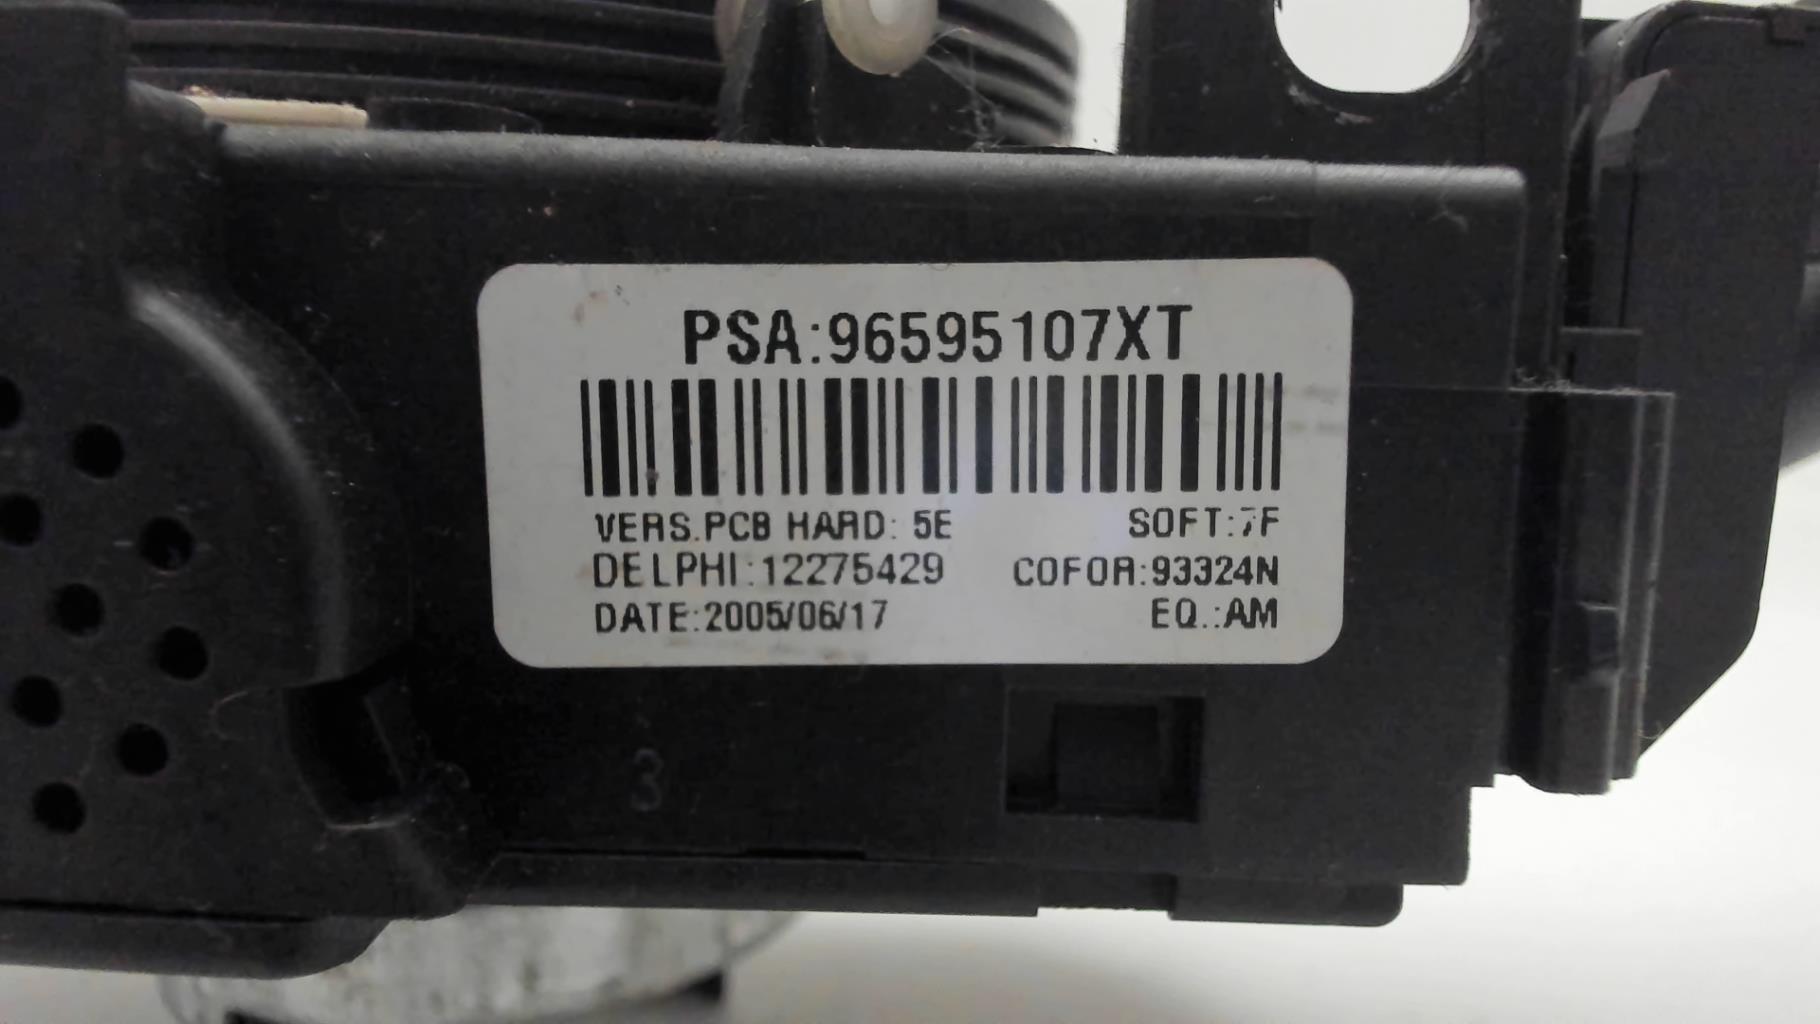 PSA:96595107XT
VERS.PCB HARD: 5E SOFT:7F
DELPHI:12275429 COFOR:93324N
DATE:2005/06/17 EQ.:AM
3